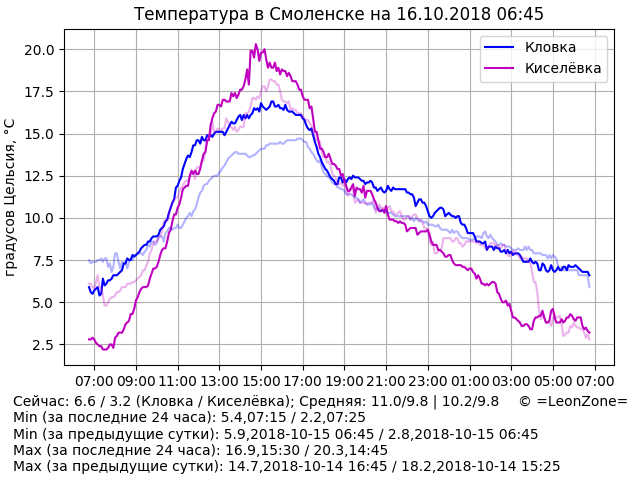 Температура в Смоленске на 16.10.2018 06:45
градусов Цельсия, °C
20.0
17.5
15.0
12.5
10.0
7.5
5.0
2.5
Кловка
Киселёвка
07:00 09:00 11:00 13:00 15:00 17:00 19:00 21:00 23:00 01:00 03:00 05:00 07:00
Сейчас: 6.6 / 3.2 (Кловка / Киселёвка); Средняя: 11.0/9.8 | 10.2/9.8 © =LeonZone=
Min (за последние 24 часа): 5.4,07:15 / 2.2,07:25
Min (за предыдущие сутки): 5.9,2018-10-15 06:45 / 2.8,2018-10-15 06:45
Max (за последние 24 часа): 16.9,15:30 / 20.3,14:45
Max (за предыдущие сутки): 14.7,2018-10-14 16:45 / 18.2,2018-10-14 15:25